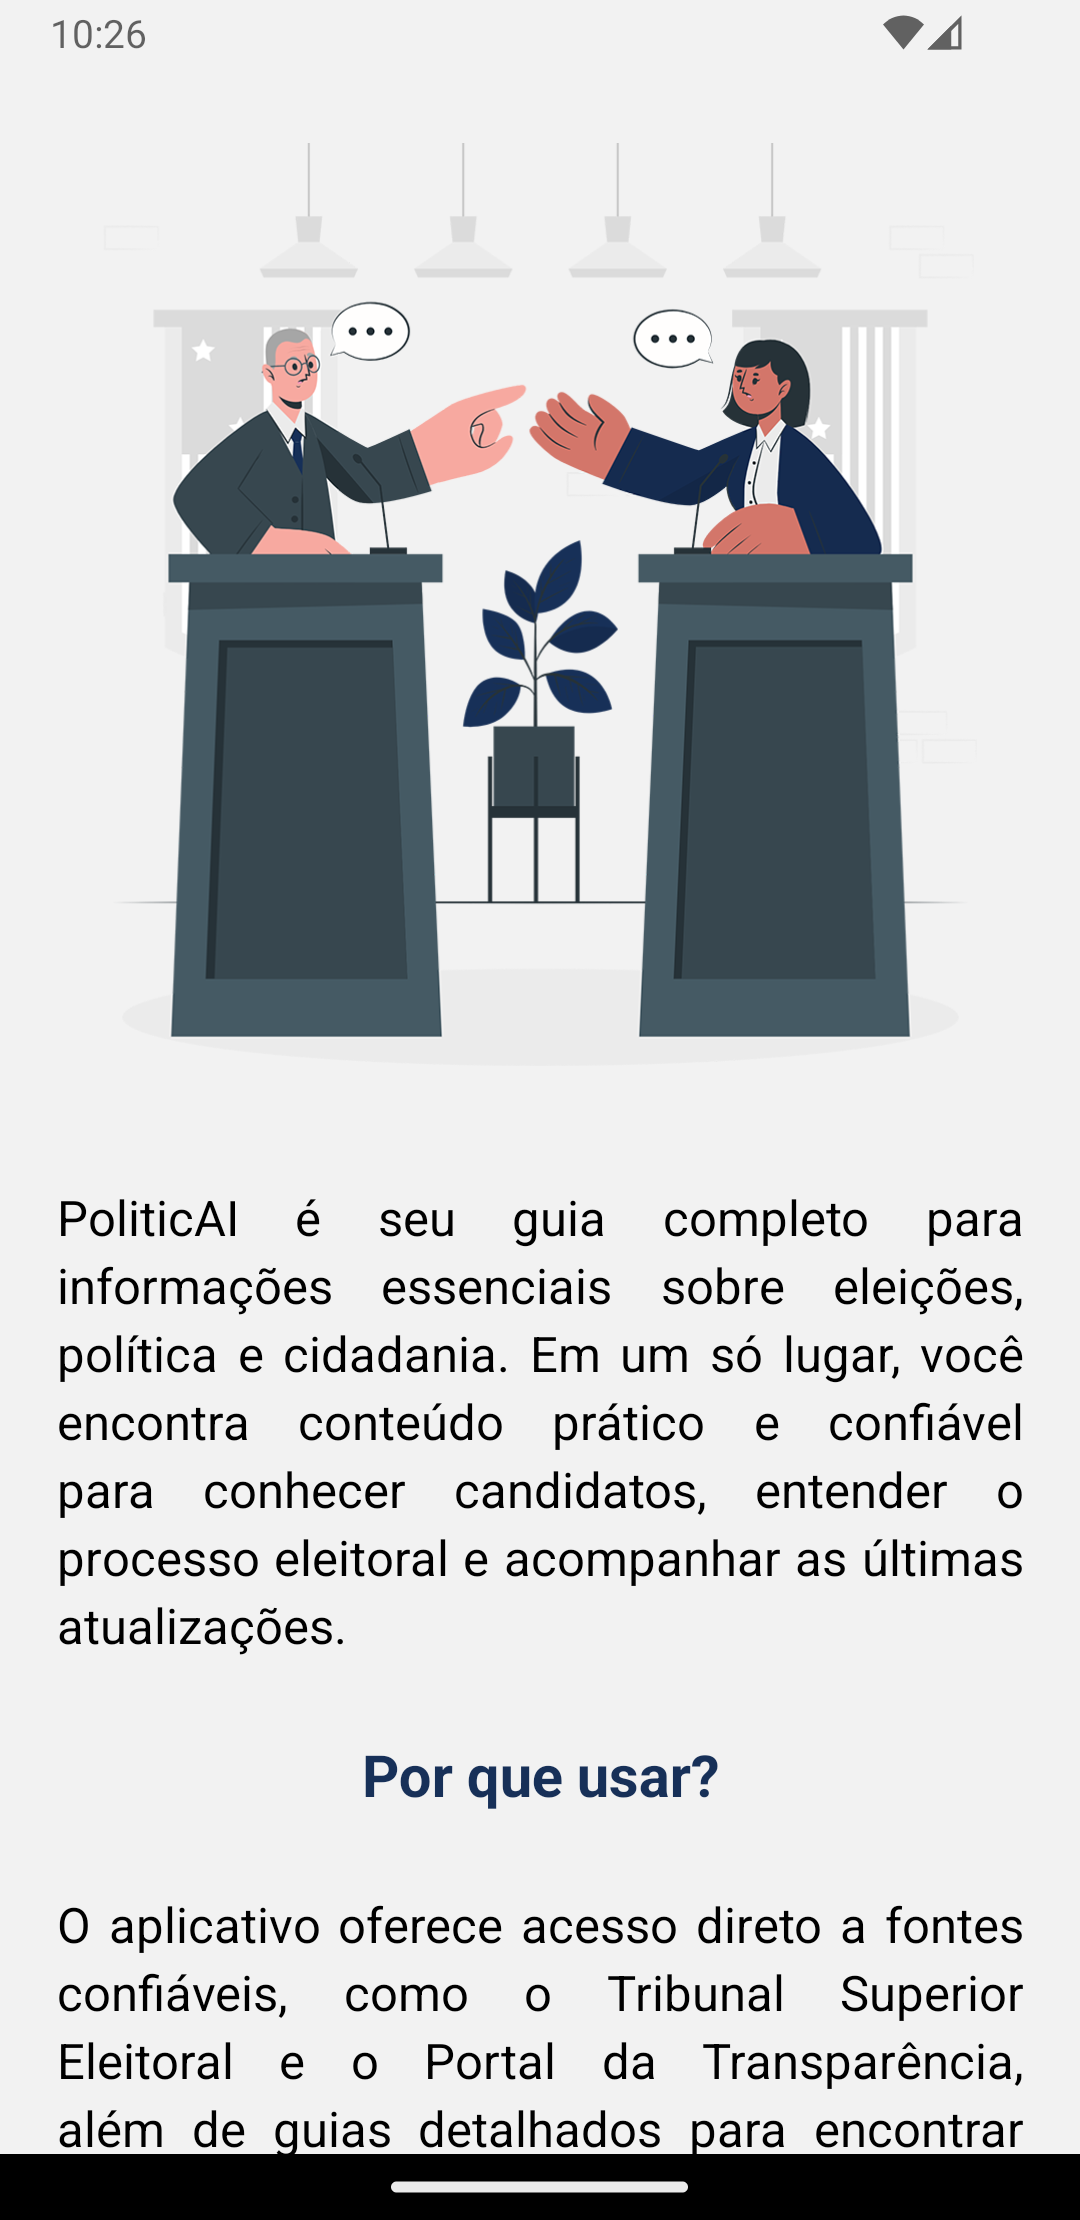 10:26
PoliticAI é seu guia completo para
informações essenciais sobre eleições,
política e cidadania. Em um só lugar, você
encontra conteúdo prático e confiável
para conhecer candidatos, entender o
processo eleitoral e acompanhar as últimas
atualizações.
Por que usar?
O aplicativo oferece acesso direto a fontes
confiáveis, como o Tribunal Superior
Eleitoral e o Portal da Transparência,
além de guias detalhados para encontrar